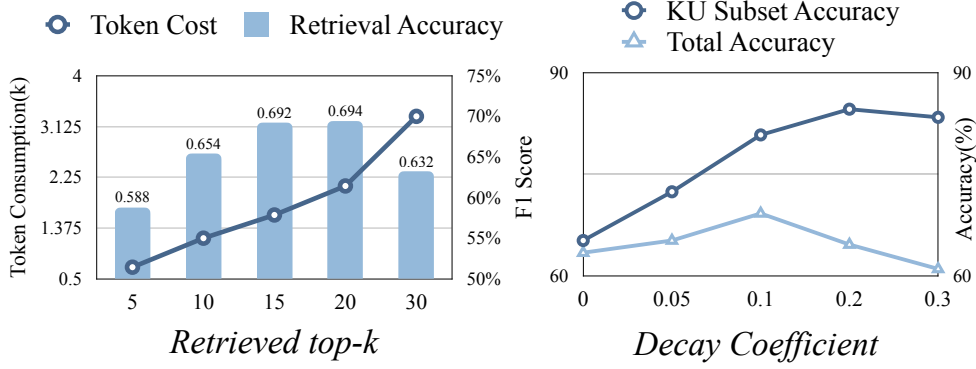 Token Cost
Retrieval Accuracy
Token Consumption(k)
4
3.125
2.25
1.375
0.5
0.588
0.654
0.692
0.694
0.632
75%
70%
65%
60%
55%
50%
5 10 15 20 30
Retrieved top-k
KU Subset Accuracy
Total Accuracy
F1 Score
90
60
90
60
Accuracy(%)
0 0.05 0.1 0.2 0.3
Decay Coefficient